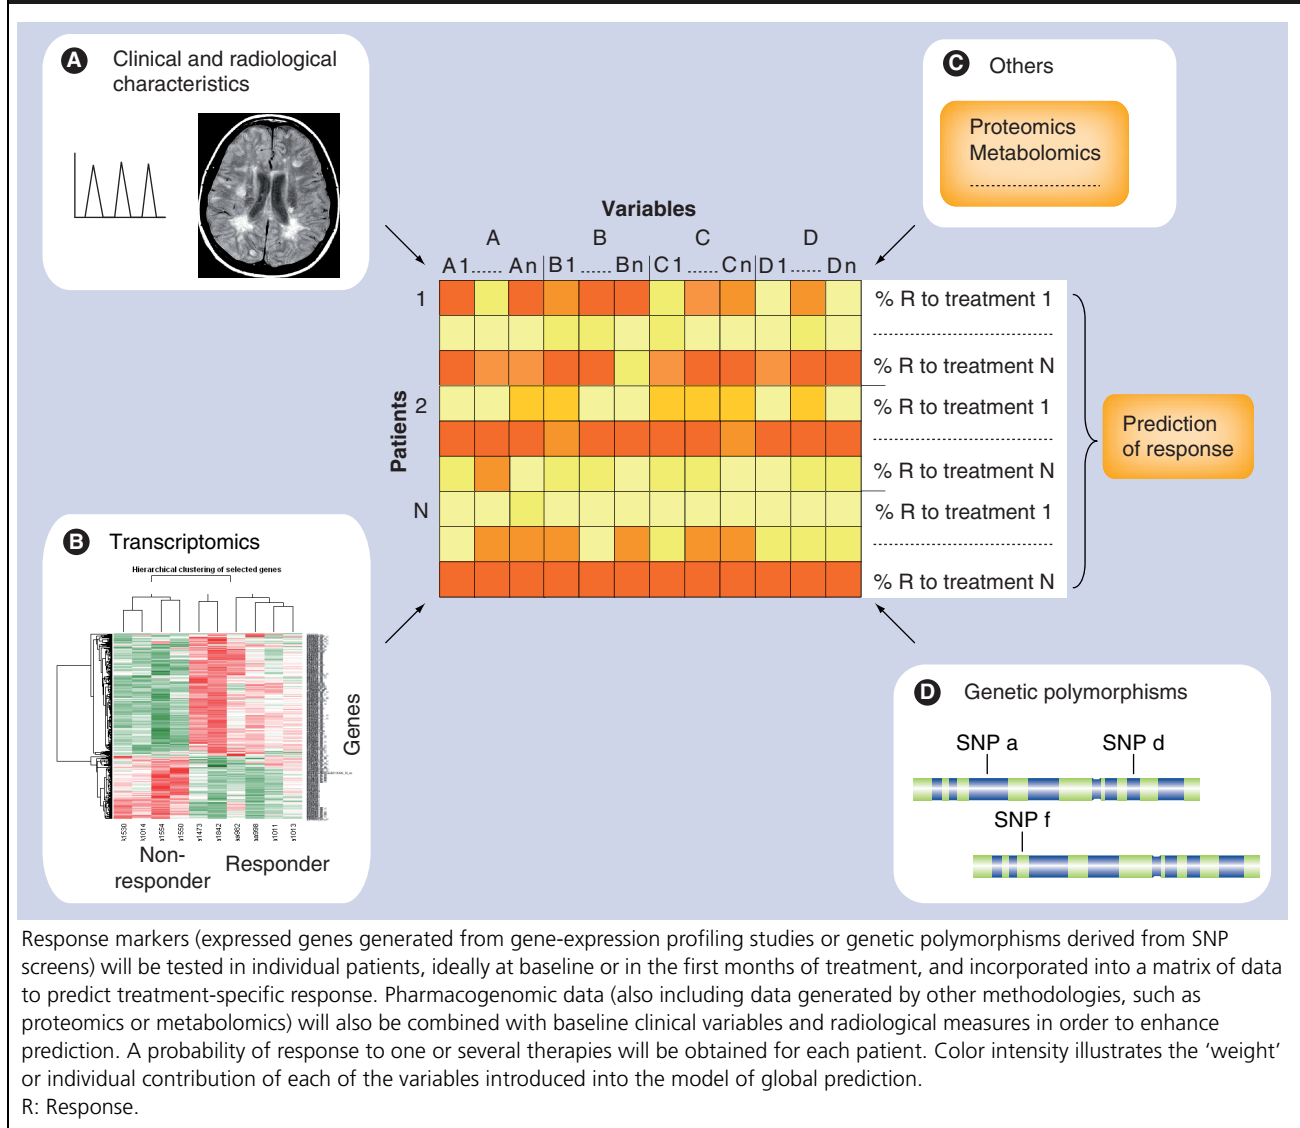 A Clinical and radiological
characteristics
C Others
Proteomics
Metabolomics
Variables
A B C D
A1...... An B1...... Bn C1...... Cn D1...... Dn
Patients
1 % R to treatment 1
% R to treatment N
2 % R to treatment 1
% R to treatment N
N % R to treatment 1
% R to treatment N
Prediction
of response
B Transcriptomics
Hierarchical clustering of selected genes
Genes
Non-
responder
Responder
D Genetic polymorphisms
SNP a SNP d
SNP f
Response markers (expressed genes generated from gene-expression profiling studies or genetic polymorphisms derived from SNP
screens) will be tested in individual patients, ideally at baseline or in the first months of treatment, and incorporated into a matrix of data
to predict treatment-specific response. Pharmacogenomic data (also including data generated by other methodologies, such as
proteomics or metabolomics) will also be combined with baseline clinical variables and radiological measures in order to enhance
prediction. A probability of response to one or several therapies will be obtained for each patient. Color intensity illustrates the ‘weight’
or individual contribution of each of the variables introduced into the model of global prediction.
R: Response.